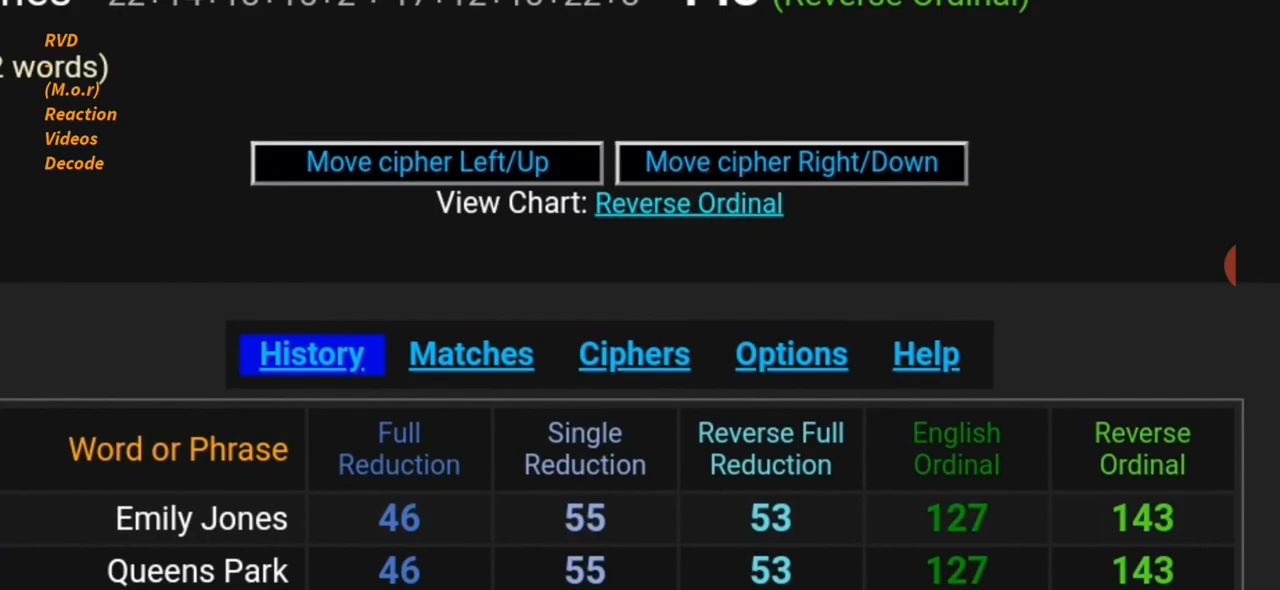 RVD
2 words)
-
(M.o.r)
Reaction
Videos
Decode
Move cipher Left/Up Move cipher Right/Down
View Chart: Reverse Ordinal
History Matches Ciphers Options Help
Word or Phrase Full Reduction Single Reduction Reverse Full Reduction English Ordinal Reverse Ordinal
Emily Jones 46 55 53 127 143
Queens Park 46 55 53 127 143